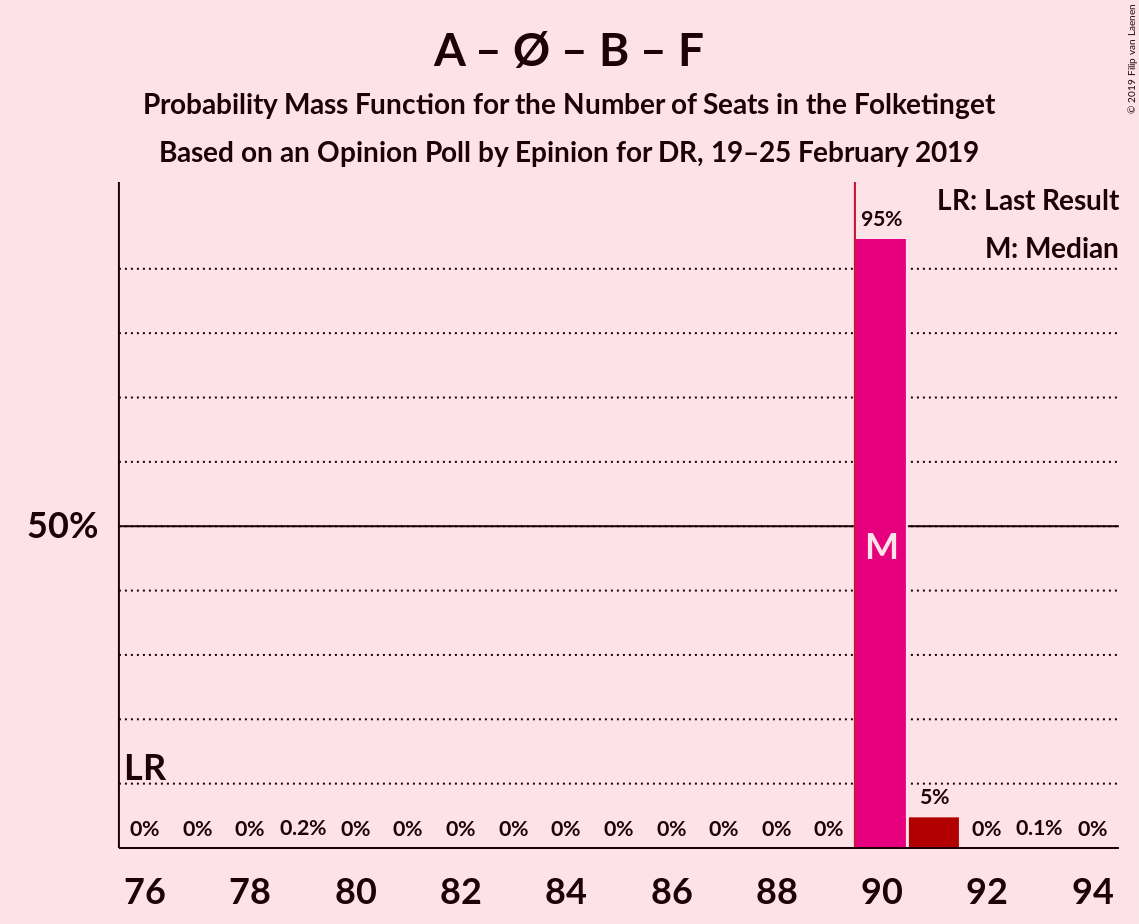 A – Ø – B – F
Probability Mass Function for the Number of Seats in the Folketinget
Based on an Opinion Poll by Epinion for DR, 19–25 February 2019
© 2019 Filip van Laenen
LR: Last Result
M: Median
95%
50%
M
LR
5%
0% 0% 0% 0.2% 0% 0% 0% 0% 0% 0% 0% 0% 0% 0% 0% 0.1% 0%
76 78 80 82 84 86 88 90 92 94